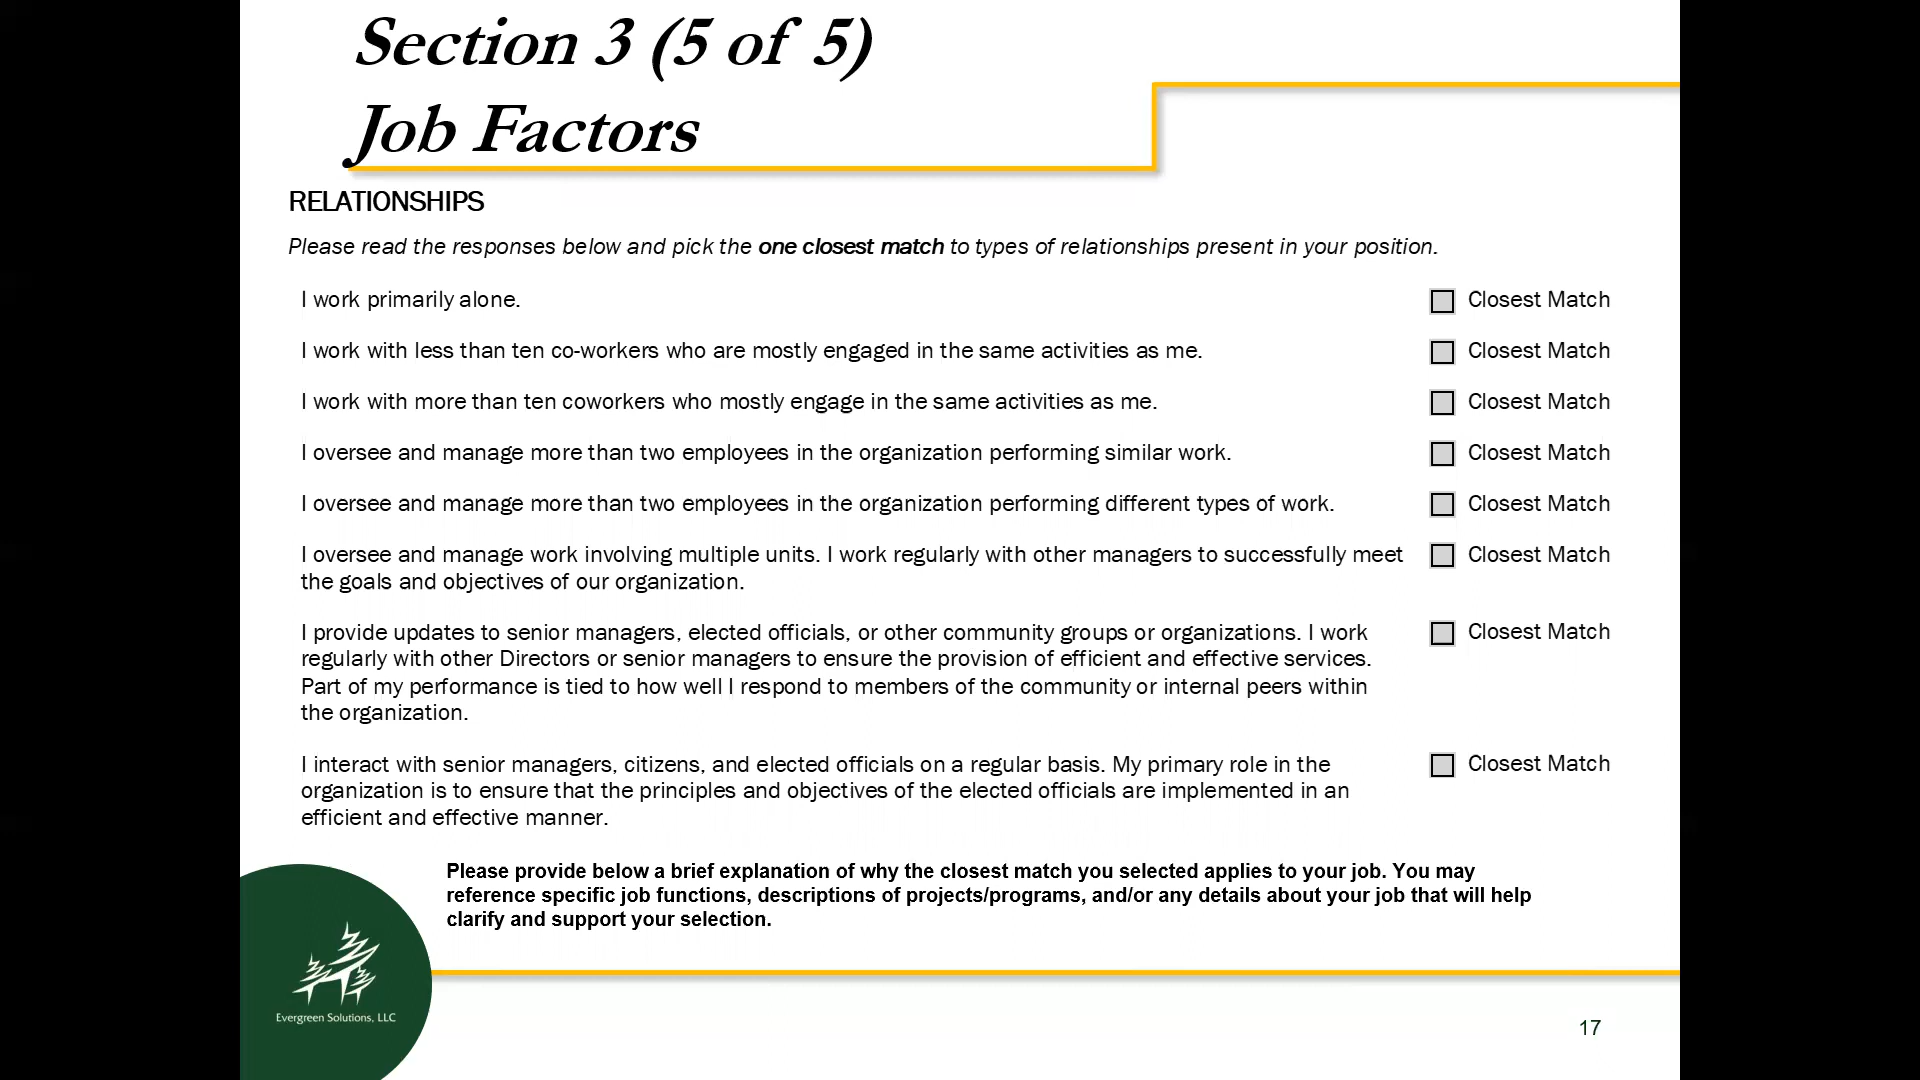 Section 3 (5 of 5)
Job Factors
RELATIONSHIPS
Please read the responses below and pick the one closest match to types of relationships present in your position.
I work primarily alone.
Closest Match
I work with less than ten co-workers who are mostly engaged in the same activities as me.
Closest Match
I work with more than ten coworkers who mostly engage in the same activities as me.
Closest Match
I oversee and manage more than two employees in the organization performing similar work.
Closest Match
I oversee and manage more than two employees in the organization performing different types of work.
Closest Match
I oversee and manage work involving multiple units. I work regularly with other managers to successfully meet
the goals and objectives of our organization.
Closest Match
I provide updates to senior managers, elected officials, or other community groups or organizations. I work
regularly with other Directors or senior managers to ensure the provision of efficient and effective services.
Part of my performance is tied to how well I respond to members of the community or internal peers within
the organization.
Closest Match
I interact with senior managers, citizens, and elected officials on a regular basis. My primary role in the
organization is to ensure that the principles and objectives of the elected officials are implemented in an
efficient and effective manner.
Closest Match
Please provide below a brief explanation of why the closest match you selected applies to your job. You may
reference specific job functions, descriptions of projects/programs, and/or any details about your job that will help
clarify and support your selection.
Evergreen Solutions, LLC
17